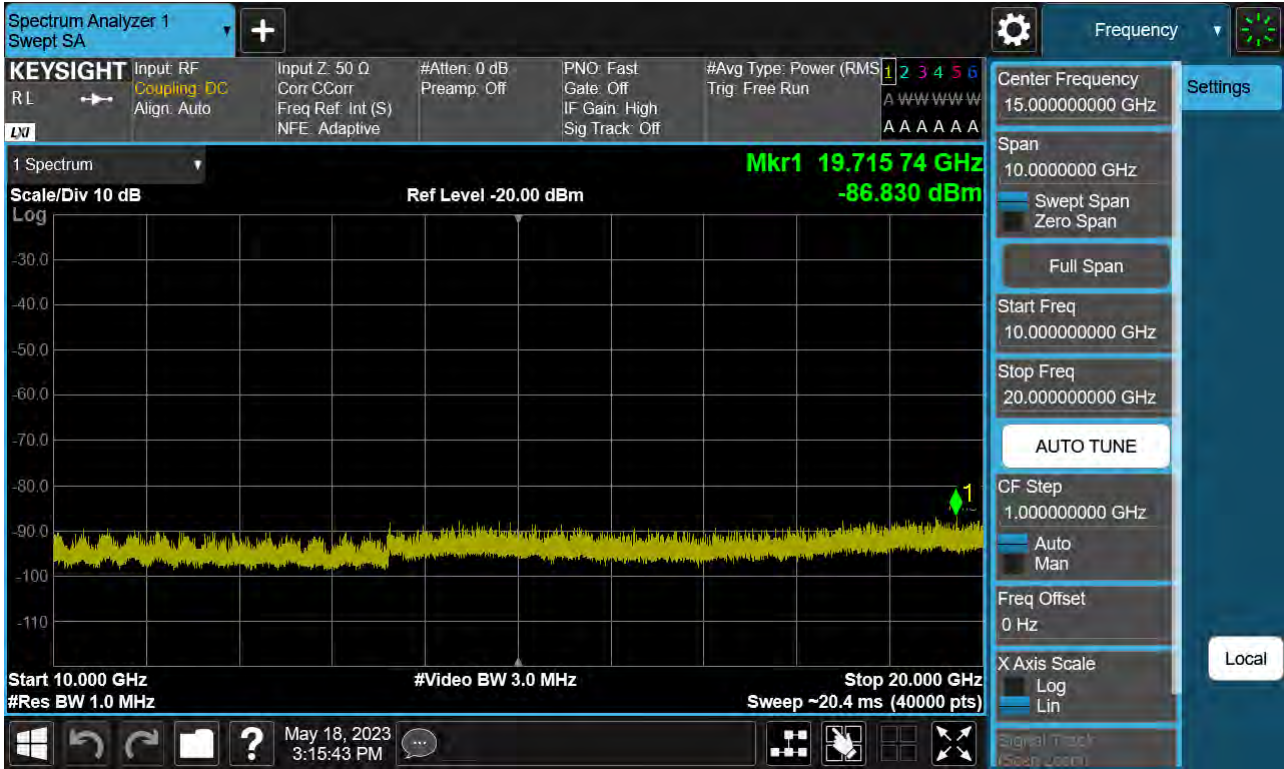 Spectrum Analyzer 1
Swept SA
Frequency
KEYSIGHT
R L
LXI
Input: RF
Coupling: DC
Align: Auto
Input Z: 50 Ω
Corr CCorr
Freq Ref: Int (S)
NFE: Adaptive
#Atten: 0 dB
Preamp: Off
PNO: Fast
Gate: Off
IF Gain: High
Sig Track: Off
#Avg Type: Power (RMS
Trig: Free Run
1 2 3 4 5 6
A W W W W W
A A A A A A
1 Spectrum
Scale/Div 10 dB
Ref Level -20.00 dBm
Mkr1 19.715 74 GHz
-86.830 dBm
Log
-30.0
-40.0
-50.0
-60.0
-70.0
-80.0
-90.0
-100
-110
1
Start 10.000 GHz
#Video BW 3.0 MHz
Stop 20.000 GHz
#Res BW 1.0 MHz
Sweep ~20.4 ms (40000 pts)
Center Frequency
15.000000000 GHz
Settings
Span
10.0000000 GHz
Swept Span
Zero Span
Full Span
Start Freq
10.000000000 GHz
Stop Freq
20.000000000 GHz
AUTO TUNE
CF Step
1.000000000 GHz
Auto
Man
Freq Offset
0 Hz
X Axis Scale
Log
Lin
Signal Track
(Span Zoom)
Local
?
May 18, 2023
3:15:43 PM